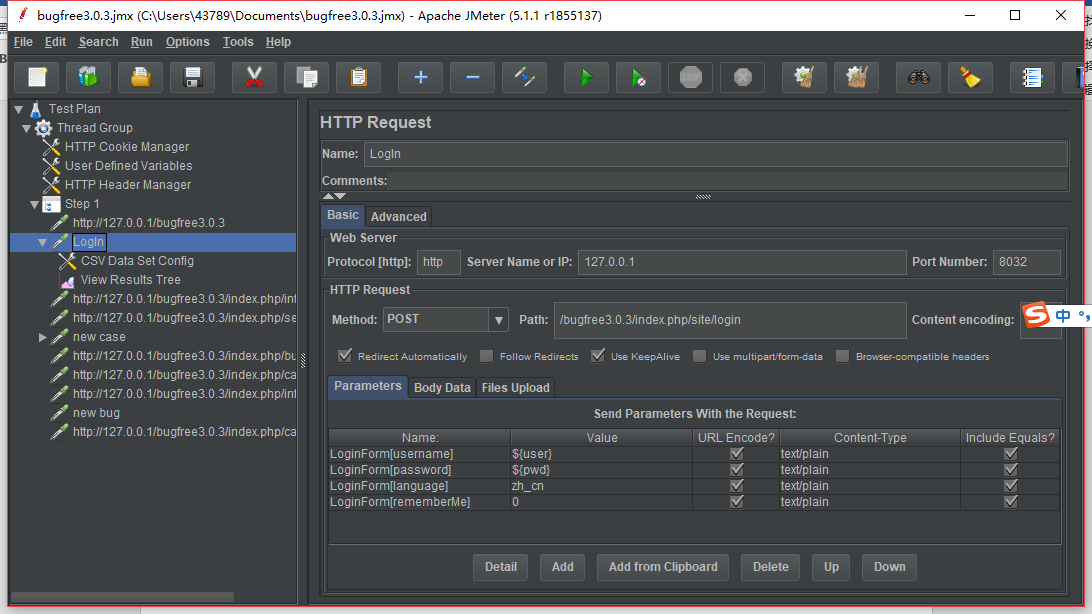 bugfree3.0.3.jmx (C:\Users\43789\Documents\bugfree3.0.3.jmx) - Apache JMeter (5.1.1 r1855137)
File Edit Search Run Options Tools Help
STOP
Test Plan
Thread Group
HTTP Cookie Manager
User Defined Variables
HTTP Header Manager
Step 1
http://127.0.0.1/bugfree3.0.3
LogIn
CSV Data Set Config
View Results Tree
http://127.0.0.1/bugfree3.0.3/index.php/inf
http://127.0.0.1/bugfree3.0.3/index.php/se
new case
http://127.0.0.1/bugfree3.0.3/index.php/bu
http://127.0.0.1/bugfree3.0.3/index.php/ca
http://127.0.0.1/bugfree3.0.3/index.php/inf
new bug
http://127.0.0.1/bugfree3.0.3/index.php/ca
HTTP Request
Name: LogIn
Comments:
Basic Advanced
Web Server
Protocol [http]: http Server Name or IP: 127.0.0.1 Port Number: 8032
HTTP Request
Method: POST Path: /bugfree3.0.3/index.php/site/login Content encoding:
S 中 °,
Redirect Automatically Follow Redirects Use KeepAlive Use multipart/form-data Browser-compatible headers
Parameters Body Data Files Upload
Send Parameters With the Request:
Name: Value URL Encode? Content-Type Include Equals?
LoginForm[username] ${user} text/plain
LoginForm[password] ${pwd} text/plain
LoginForm[language] zh_cn text/plain
LoginForm[rememberMe] 0 text/plain
Detail Add Add from Clipboard Delete Up Down